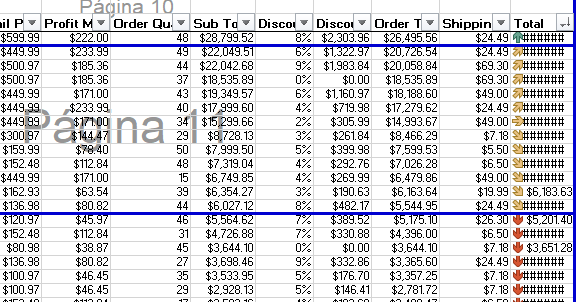 Página 10
il P Profit M Order Qua Sub To Discou Discou Order T Shippin Total
$599.99 $222.00 48 $28,799.52 8% $2,303.96 $26,495.56 $24.49 ######
$449.99 $233.99 49 $22,049.51 6% $1,322.97 $20,726.54 $24.49 ######
$500.97 $185.36 44 $22,042.68 9% $1,983.84 $20,058.84 $69.30 ######
$500.97 $185.36 37 $18,535.89 0% $0.00 $18,535.89 $69.30 ######
$449.99 $171.00 43 $19,349.57 6% $1,160.97 $18,188.60 $49.00 ######
$449.99 $233.99 40 $17,999.60 4% $719.98 $17,279.62 $24.49 ######
Página 11
$449.99 $171.00 34 $15,299.66 2% $305.99 $14,993.67 $49.00 ######
$300.97 $144.47 29 $8,728.13 3% $261.84 $8,466.29 $7.18 ######
$159.99 $78.40 50 $7,999.50 5% $399.98 $7,599.53 $5.50 ######
$152.48 $112.84 48 $7,319.04 4% $292.76 $7,026.28 $6.50 ######
$449.99 $171.00 15 $6,749.85 4% $269.99 $6,479.86 $49.00 ######
$162.93 $63.54 39 $6,354.27 3% $190.63 $6,163.64 $19.99 $6,183.63
$136.98 $80.82 44 $6,027.12 8% $482.17 $5,544.95 $24.49 ######
$120.97 $45.97 46 $5,564.62 7% $389.52 $5,175.10 $26.30 $5,201.40
$152.48 $112.84 31 $4,726.88 7% $330.88 $4,396.00 $6.50 ######
$80.98 $38.87 45 $3,644.10 0% $0.00 $3,644.10 $7.18 $3,651.28
$136.98 $80.82 27 $3,698.46 9% $332.86 $3,365.60 $24.49 ######
$100.97 $46.45 35 $3,533.95 5% $176.70 $3,357.25 $7.18 ######
$100.97 $46.45 29 $2,928.13 5% $146.41 $2,781.72 $7.18 ######